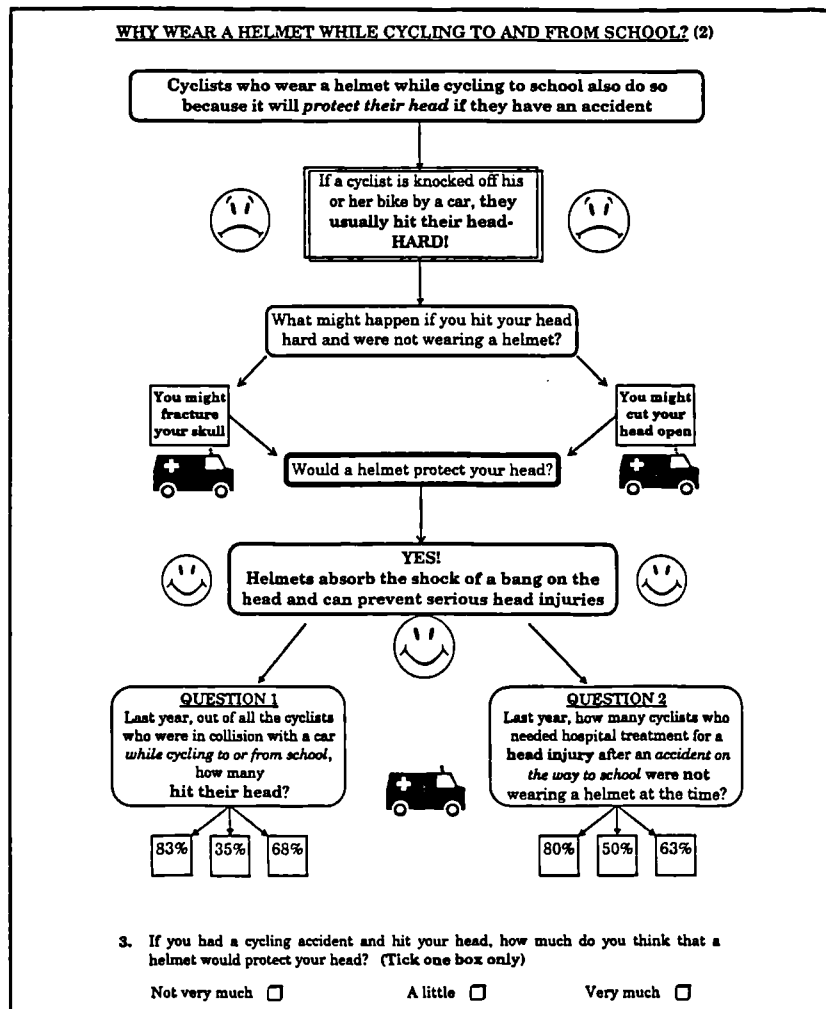 WHY WEAR A HELMET WHILE CYCLING TO AND FROM SCHOOL? (2)
Cyclists who wear a helmet while cycling to school also do so
because it will protect their head if they have an accident
If a cyclist is knocked off his
or her bike by a car, they
usually hit their head-
HARD!
What might happen if you hit your head
hard and were not wearing a helmet?
You might
fracture
your skull
You might
cut your
head open
Would a helmet protect your head?
YES!
Helmets absorb the shock of a bang on the
head and can prevent serious head injuries
QUESTION 1
Last year, out of all the cyclists
who were in collision with a car
while cycling to or from school,
how many
hit their head?
83% 35% 68%
QUESTION 2
Last year, how many cyclists who
needed hospital treatment for a
head injury after an accident on
the way to school were not
wearing a helmet at the time?
80% 50% 63%
3. If you had a cycling accident and hit your head, how much do you think that a
helmet would protect your head? (Tick one box only)
Not very much A little Very much